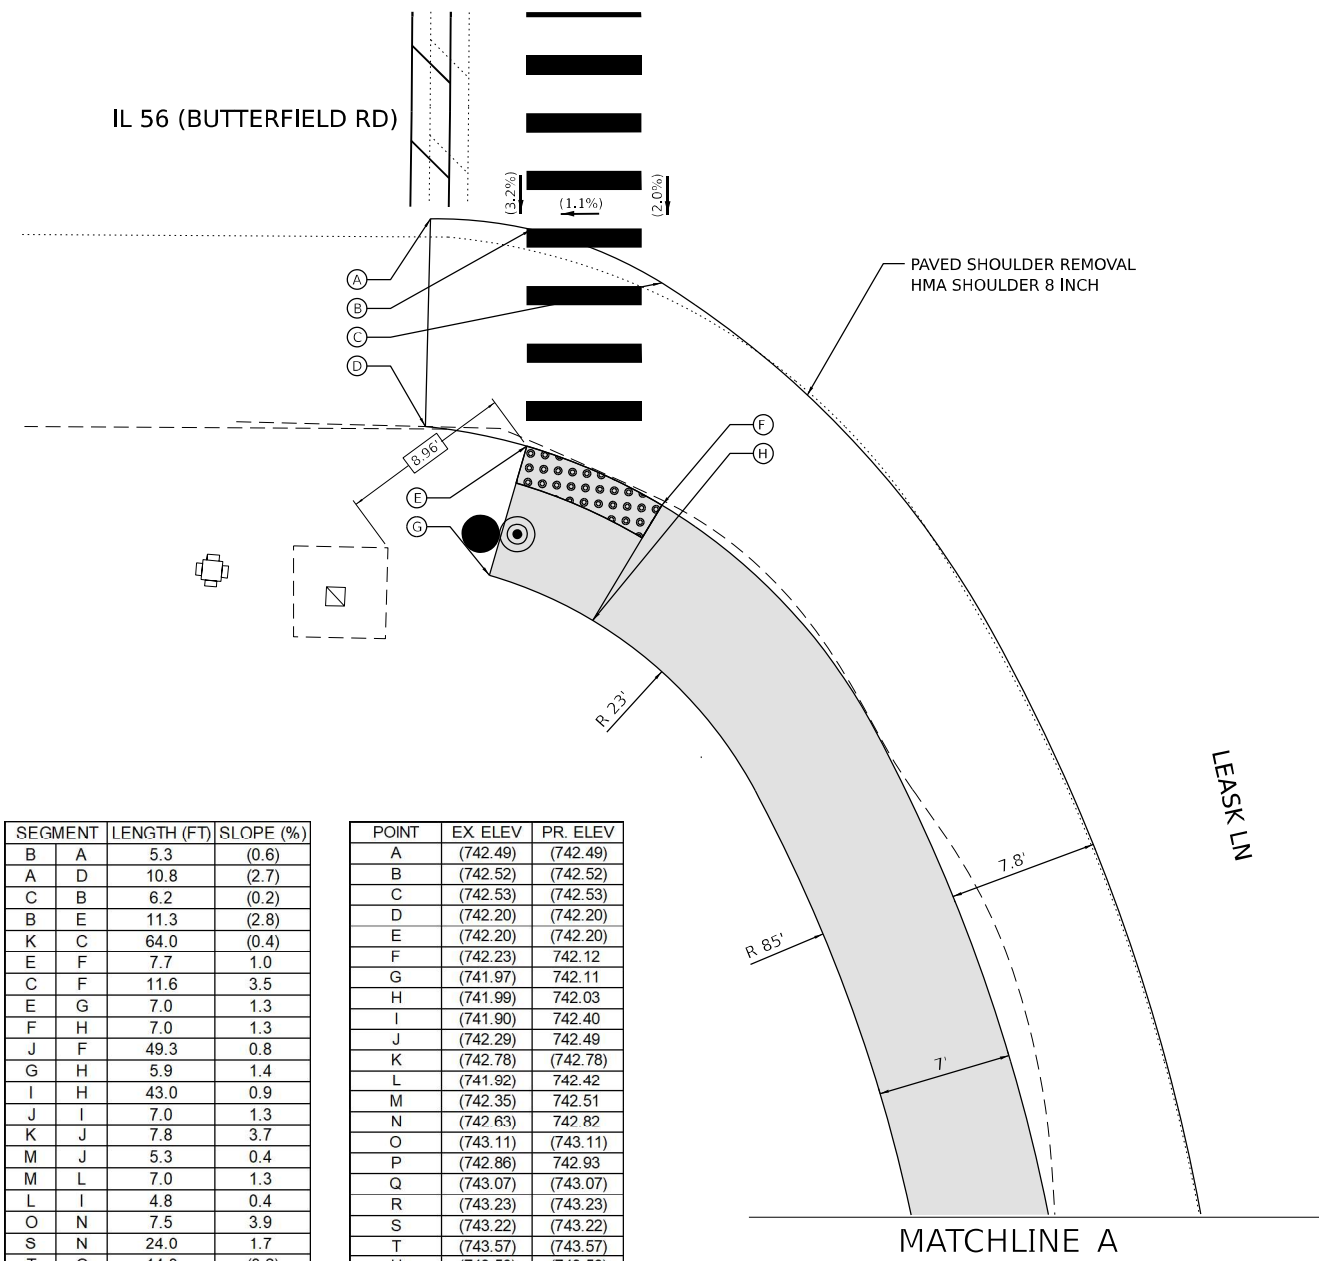 IL 56 (BUTTERFIELD RD)
(3.2%)
(1.1%)
(2.0%)
A
B
C
D
PAVED SHOULDER REMOVAL
HMA SHOULDER 8 INCH
8.96'
E
G
F
H
R 23'
LEASK LN
7.8'
R 85'
7'
MATCHLINE A
SEGMENT LENGTH (FT) SLOPE (%)
B A 5.3 (0.6)
A D 10.8 (2.7)
C B 6.2 (0.2)
B E 11.3 (2.8)
K C 64.0 (0.4)
E F 7.7 1.0
C F 11.6 3.5
E G 7.0 1.3
F H 7.0 1.3
J F 49.3 0.8
G H 5.9 1.4
I H 43.0 0.9
J I 7.0 1.3
K J 7.8 3.7
M J 5.3 0.4
M L 7.0 1.3
L I 4.8 0.4
O N 7.5 3.9
S N 24.0 1.7
POINT EX. ELEV PR. ELEV
A (742.49) (742.49)
B (742.52) (742.52)
C (742.53) (742.53)
D (742.20) (742.20)
E (742.20) (742.20)
F (742.23) 742.12
G (741.97) 742.11
H (741.99) 742.03
I (741.90) 742.40
J (742.29) 742.49
K (742.78) (742.78)
L (741.92) 742.42
M (742.35) 742.51
N (742.63) 742.82
O (743.11) (743.11)
P (742.86) 742.93
Q (743.07) (743.07)
R (743.23) (743.23)
S (743.22) (743.22)
T (743.57) (743.57)